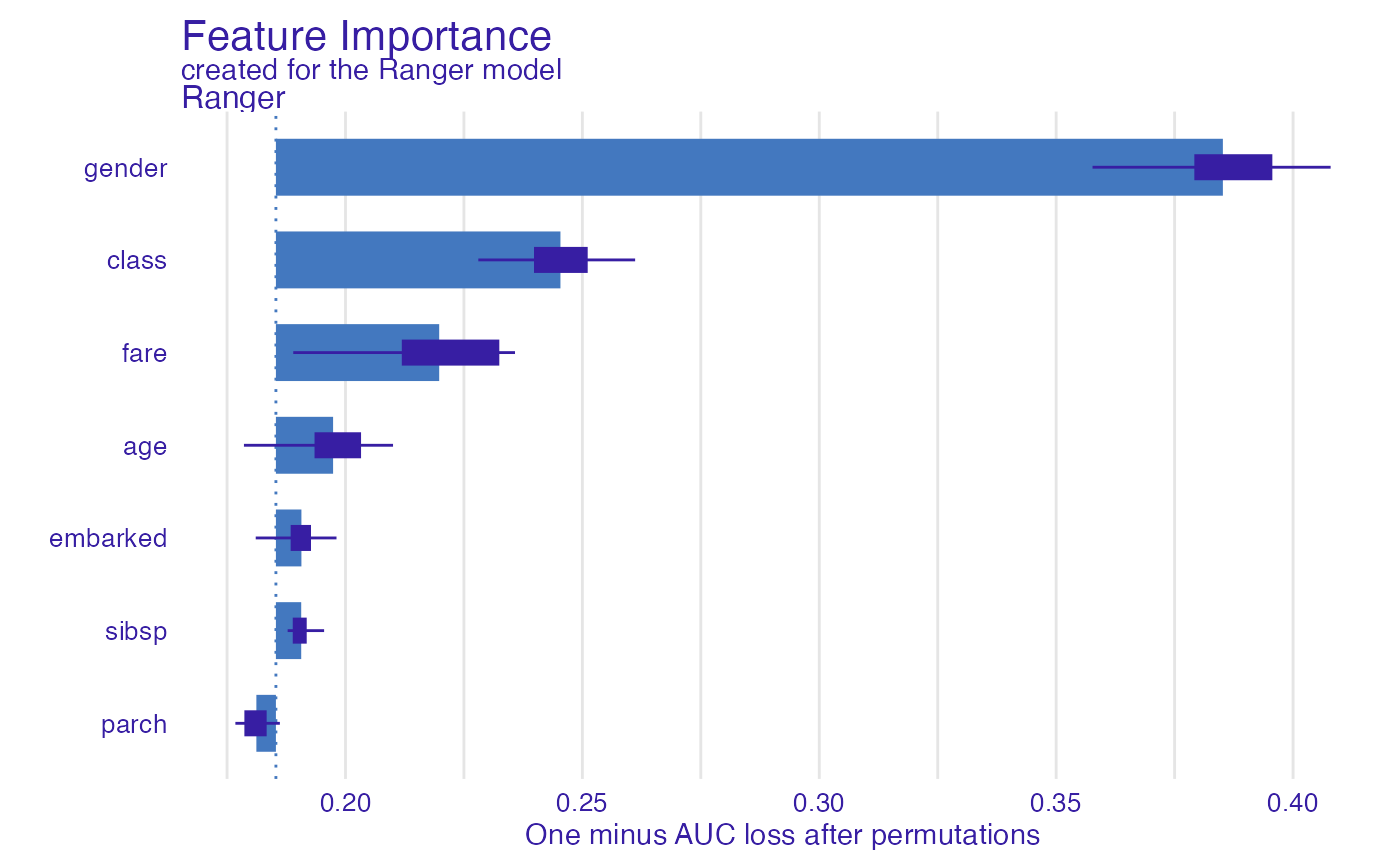 Feature Importance
created for the Ranger model
Ranger
gender
class
fare
age
embarked
sibsp
parch
0.20 0.25 0.30 0.35 0.40
One minus AUC loss after permutations